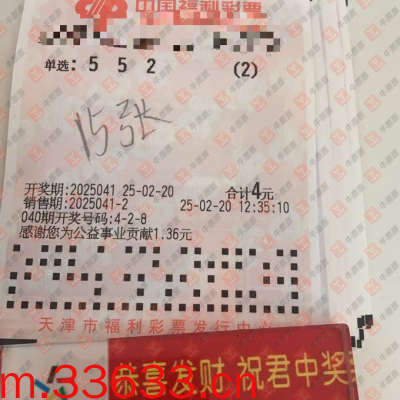 中国福利彩票
单选: 5 5 2 (2)
15张
开奖期:2025041 25-02-20 合计4元
销售期:2025041-2 25-02-20 12:35:10
040期开奖号码:4-2-8
感谢您为公益事业贡献1.36元
天津市福利彩票发行中心
恭喜发财 祝君中奖
m.33633.cn